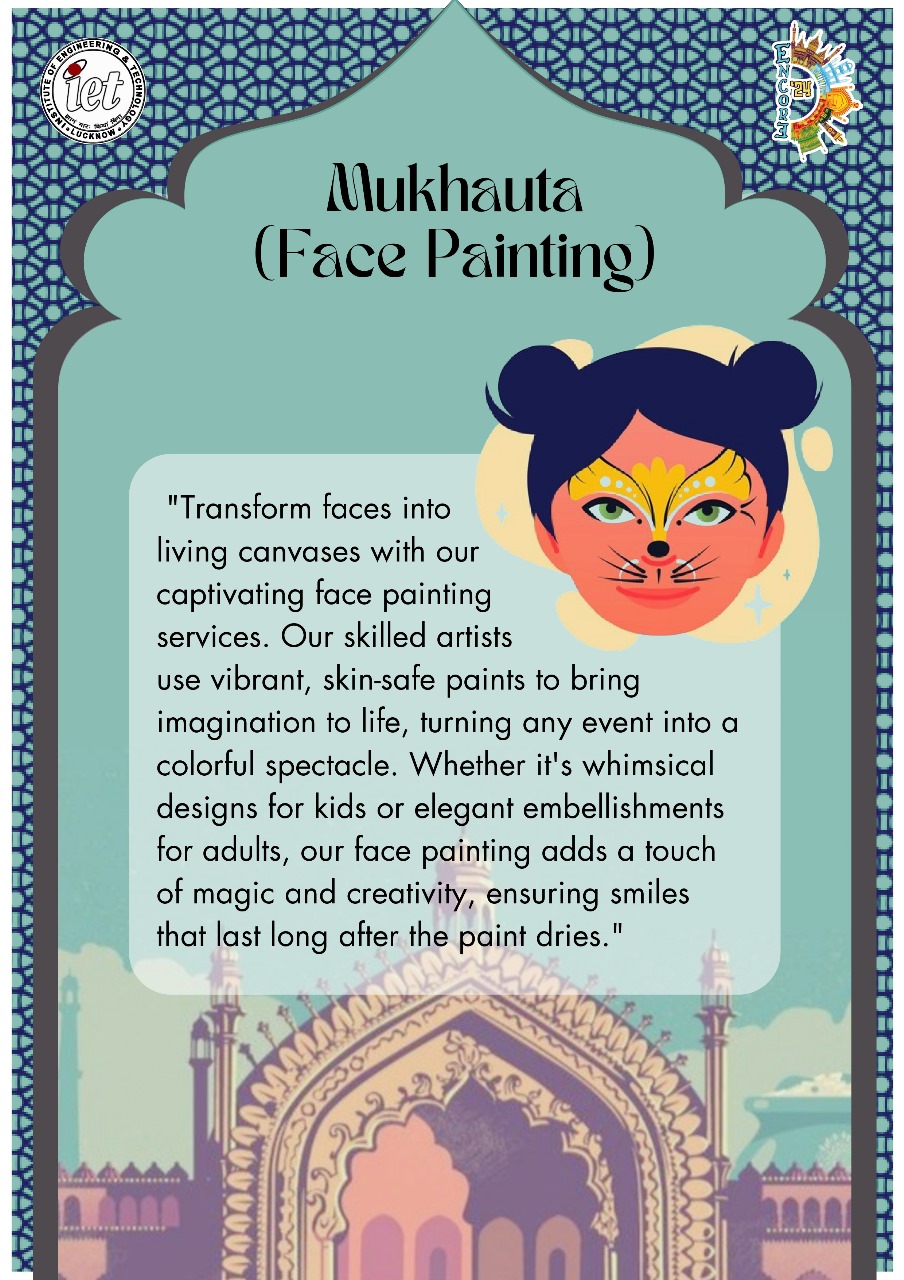 INSTITUTE OF ENGINEERING & TECHNOLOGY
iet
LUCKNOW
ENCORE
'24
Mukhauta
(Face Painting)
"Transform faces into
living canvases with our
captivating face painting
services. Our skilled artists
use vibrant, skin-safe paints to bring
imagination to life, turning any event into a
colorful spectacle. Whether it's whimsical
designs for kids or elegant embellishments
for adults, our face painting adds a touch
of magic and creativity, ensuring smiles
that last long after the paint dries."